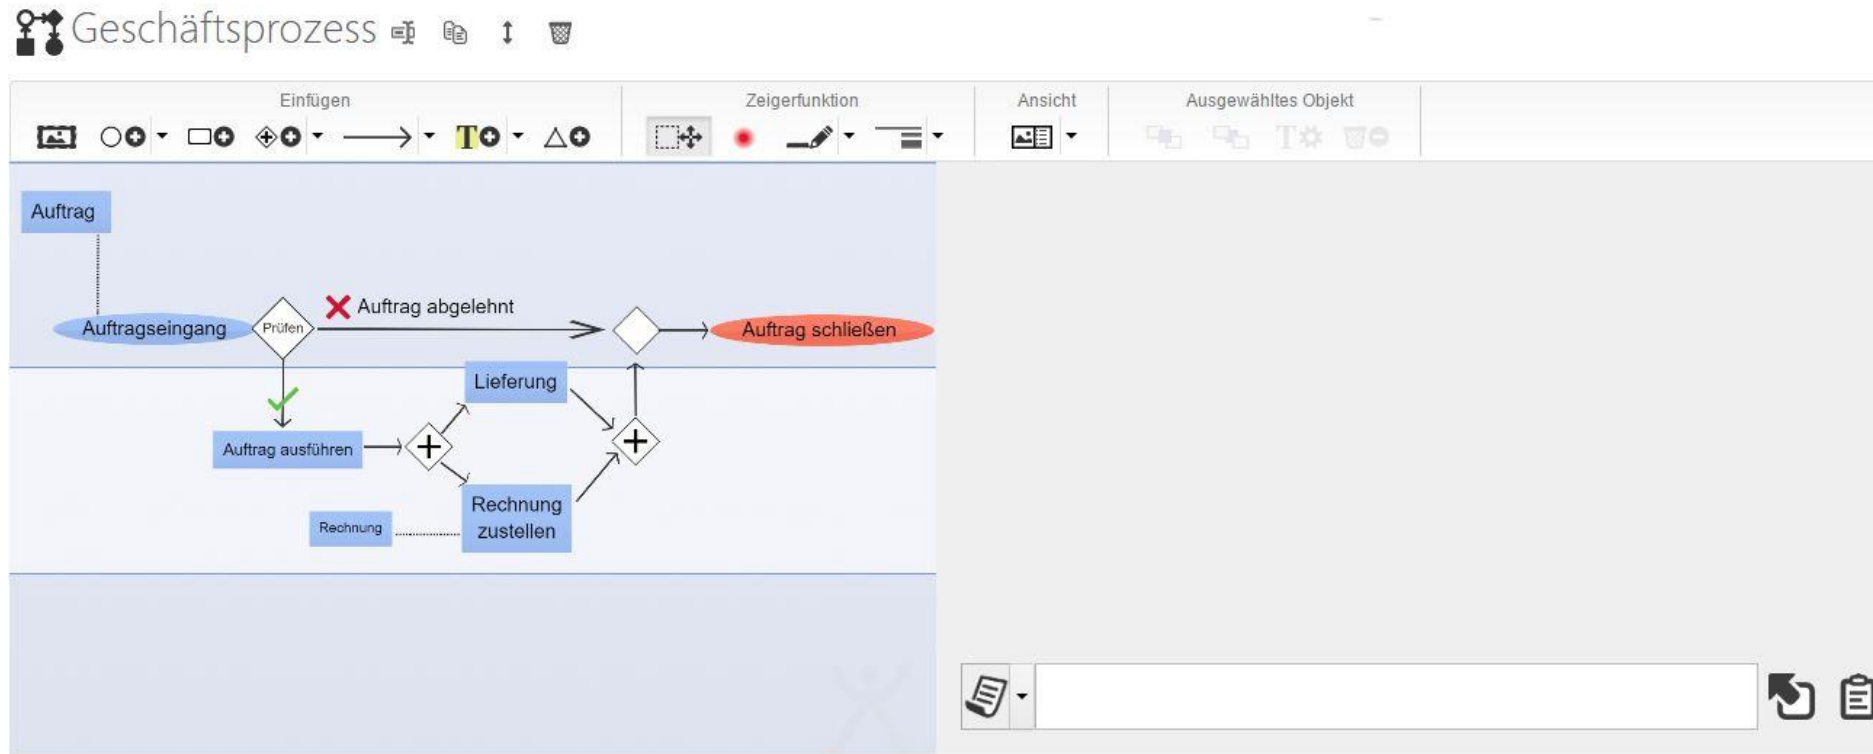 Geschäftsprozess
Einfügen
Zeigerfunktion
Ansicht
Ausgewähltes Objekt
Auftrag
Auftrag abgelehnt
Auftragseingang
Prüfen
Auftrag schließen
Lieferung
Auftrag ausführen
Rechnung
zustellen
Rechnung